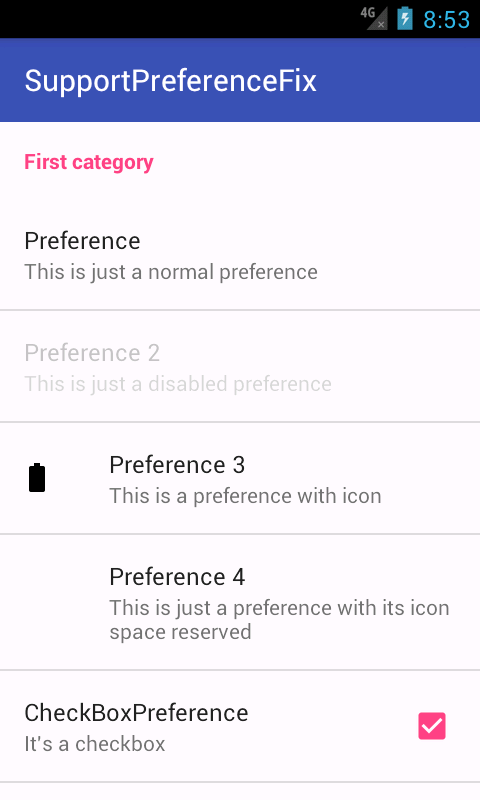 4G 8:53
SupportPreferenceFix
First category
Preference
This is just a normal preference
Preference 2
This is just a disabled preference
Preference 3
This is a preference with icon
Preference 4
This is just a preference with its icon
space reserved
CheckBoxPreference
It's a checkbox